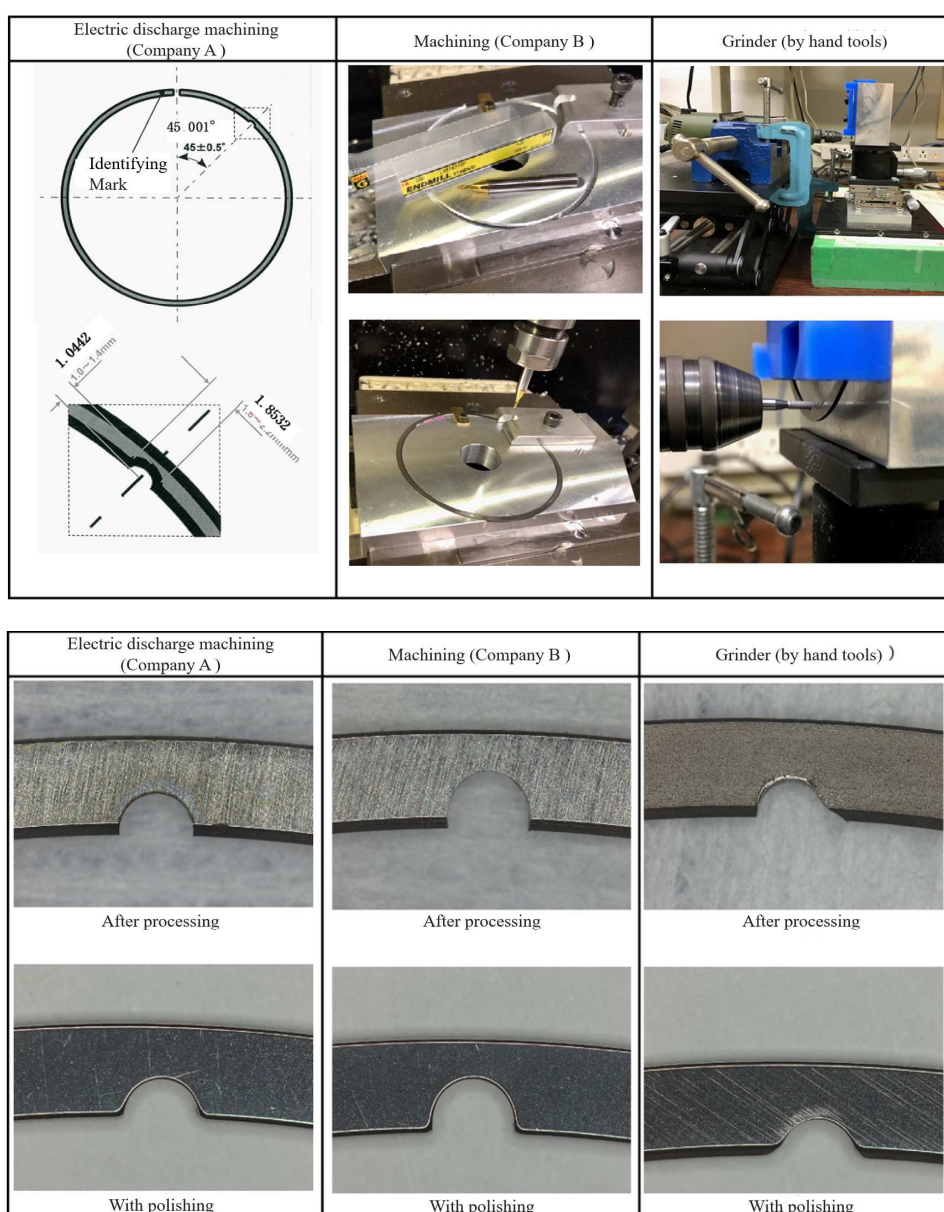 Electric discharge machining
(Company A )
Machining (Company B )
Grinder (by hand tools)
45.001°
45±0.5°
Identifying
Mark
ENDMILL
G
1.0442
1.0~1.4mm
1.8532
Electric discharge machining
(Company A )
Machining (Company B )
Grinder (by hand tools) )
After processing
After processing
After processing
With polishing
With polishing
With polishing